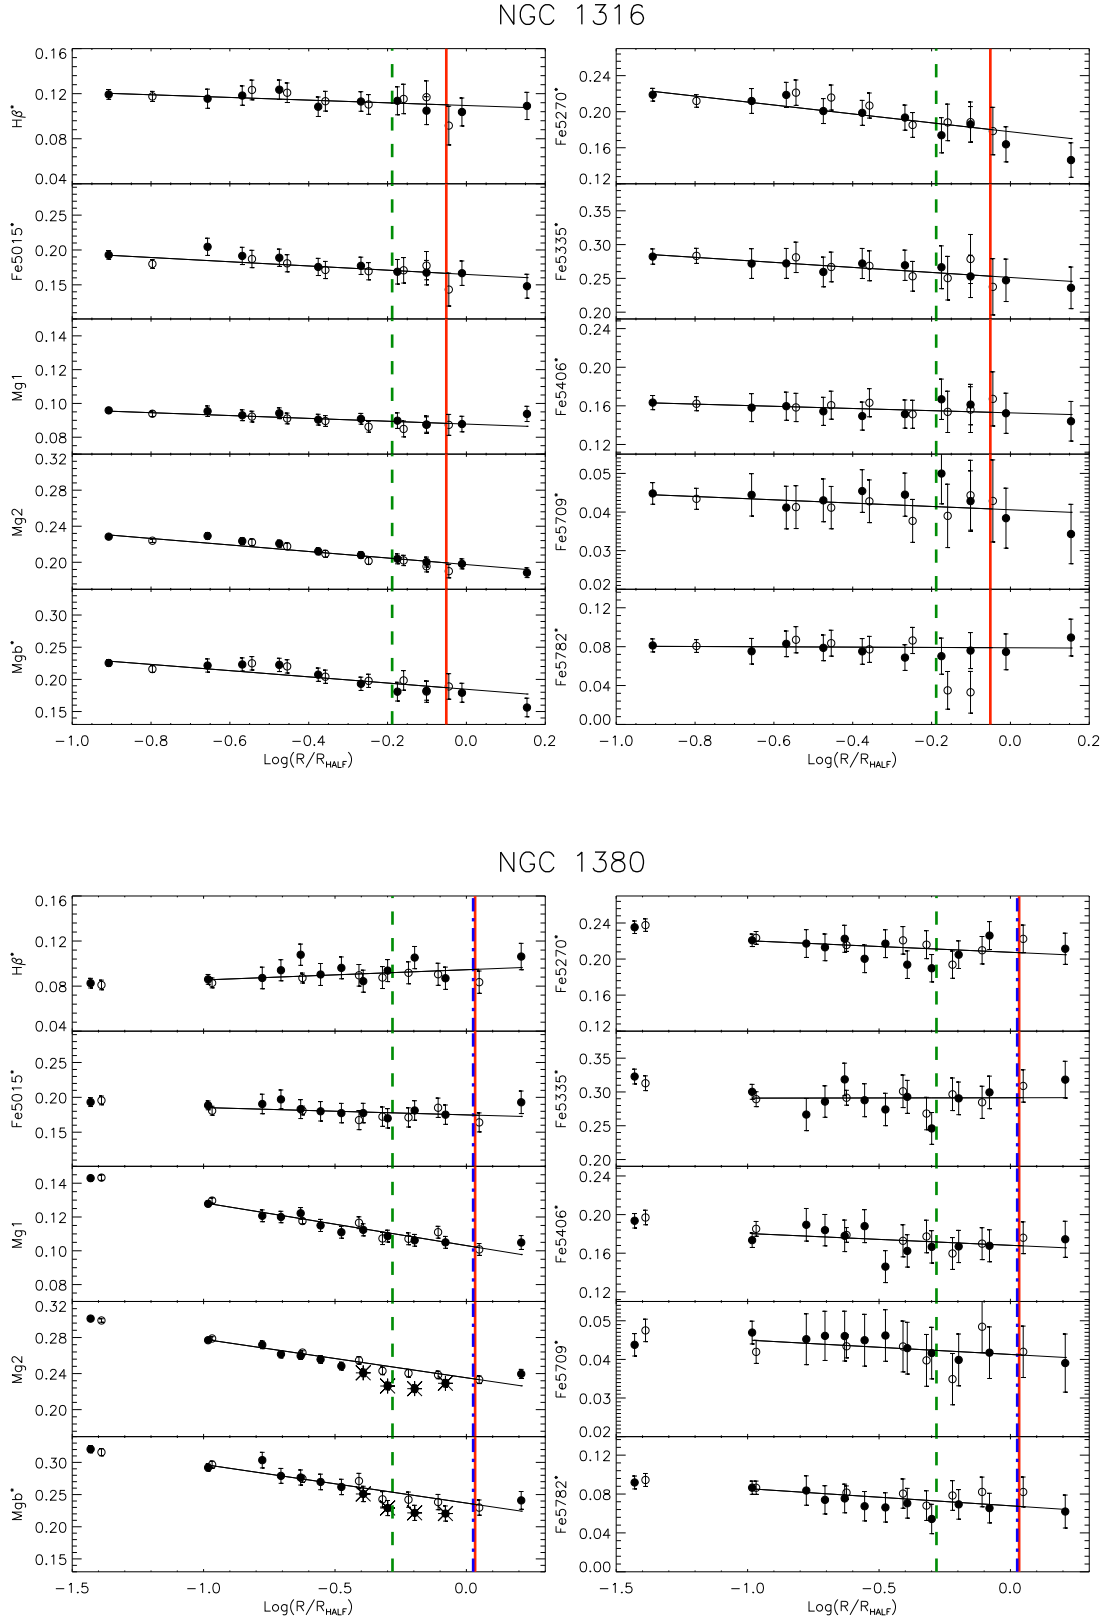 NGC 1316
0.16
0.12
0.08
0.04
Hβ*
0.24
0.20
0.16
0.12
Fe5270*
0.25
0.20
0.15
Fe5015*
0.35
0.30
0.25
0.20
Fe5335*
0.14
0.12
0.10
0.08
Mg1
0.24
0.20
0.16
0.12
Fe5406*
0.32
0.28
0.24
0.20
Mg2
0.05
0.04
0.03
0.02
Fe5709*
0.30
0.25
0.20
0.15
Mgb*
0.12
0.08
0.04
0.00
Fe5782*
−1.0 −0.8 −0.6 −0.4 −0.2 0.0 0.2
Log(R/RHALF)
−1.0 −0.8 −0.6 −0.4 −0.2 0.0 0.2
Log(R/RHALF)
NGC 1380
0.16
0.12
0.08
0.04
Hβ*
0.24
0.20
0.16
0.12
Fe5270*
0.25
0.20
0.15
Fe5015*
0.35
0.30
0.25
0.20
Fe5335*
0.14
0.12
0.10
0.08
Mg1
0.24
0.20
0.16
0.12
Fe5406*
0.32
0.28
0.24
0.20
Mg2
0.05
0.04
0.03
0.02
Fe5709*
0.30
0.25
0.20
0.15
Mgb*
0.12
0.08
0.04
0.00
Fe5782*
−1.5 −1.0 −0.5 0.0
Log(R/RHALF)
−1.5 −1.0 −0.5 0.0
Log(R/RHALF)